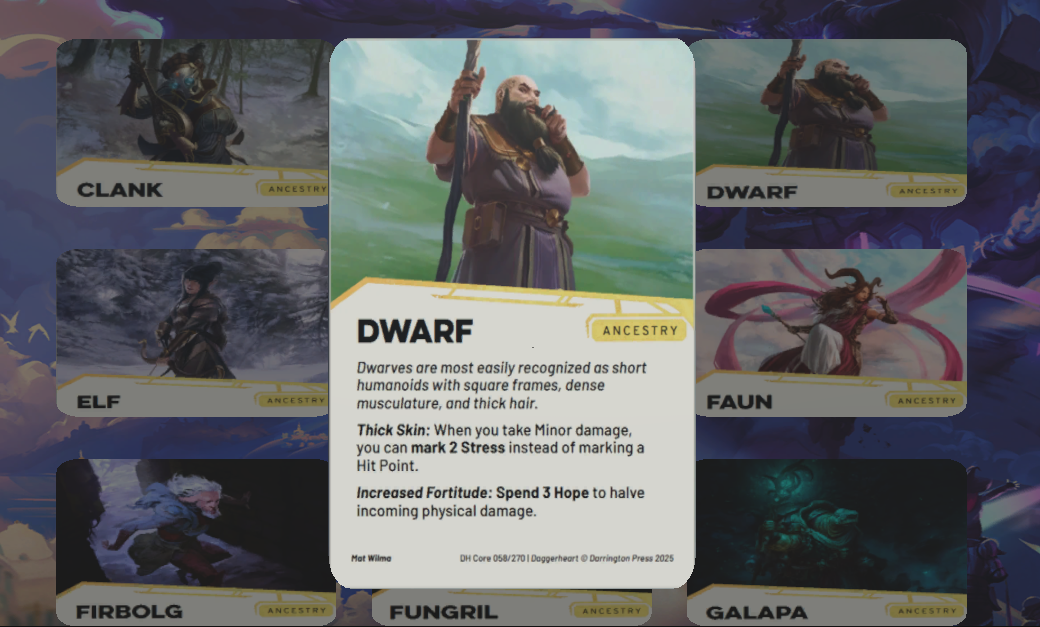 CLANK
ANCESTRY
DWARF
ANCESTRY
DWARF
ANCESTRY
Dwarves are most easily recognized as short
humanoids with square frames, dense
musculature, and thick hair.
Thick Skin: When you take Minor damage,
you can mark 2 Stress instead of marking a
Hit Point.
Increased Fortitude: Spend 3 Hope to halve
incoming physical damage.
Mat Wilma
DH Core 058/270 | Daggerheart © Darrington Press 2025
ELF
ANCESTRY
FAUN
ANCESTRY
FIRBOLG
ANCESTRY
FUNGRIL
ANCESTRY
GALAPA
ANCESTRY